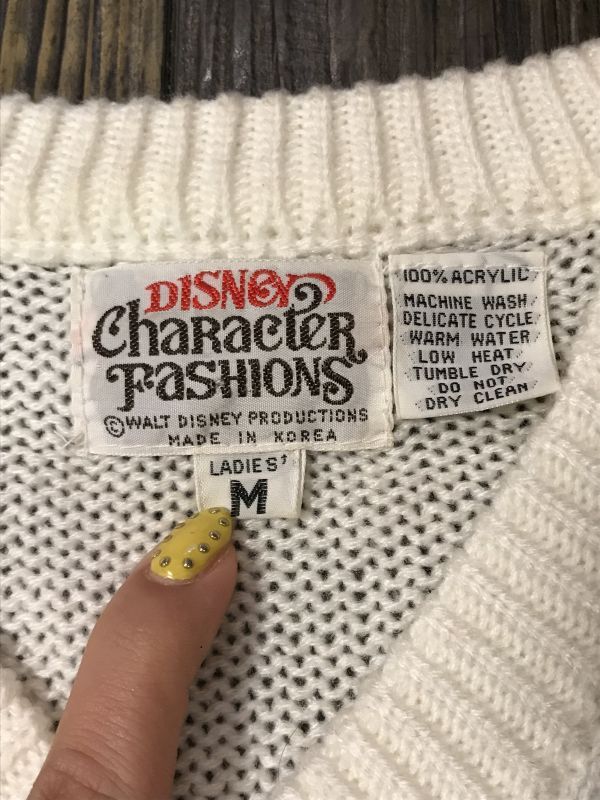 DISNEY
Character
FASHIONS
©WALT DISNEY PRODUCTIONS
MADE IN KOREA
LADIES'
M
100% ACRYLIC
MACHINE WASH
DELICATE CYCLE
WARM WATER
LOW HEAT
TUMBLE DRY
DO NOT
DRY CLEAN